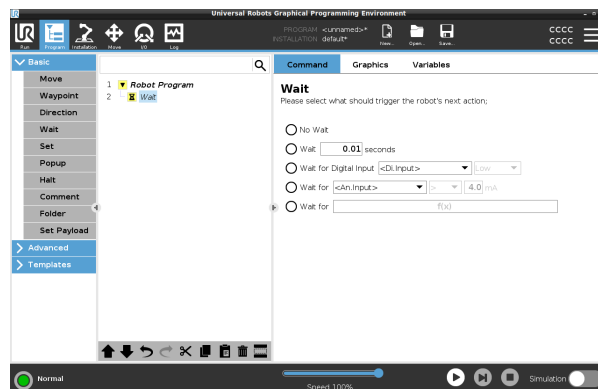 Universal Robots Graphical Programming Environment
UR
PROGRAM <unnamed>*
INSTALLATION default*
CCCC
CCCC
Run Program Installation Move I/O Log New... Open... Save...
Basic
Move
Waypoint
Direction
Wait
Set
Popup
Halt
Comment
Folder
Set Payload
Advanced
Templates
1 Robot Program
2 Wait
Command Graphics Variables
Wait
Please select what should trigger the robot's next action;
No Wait
Wait 0.01 seconds
Wait for Digital Input <Di.Input> Low
Wait for <An.Input> > 4.0 mA
Wait for f(x)
Normal
Speed 100%
Simulation